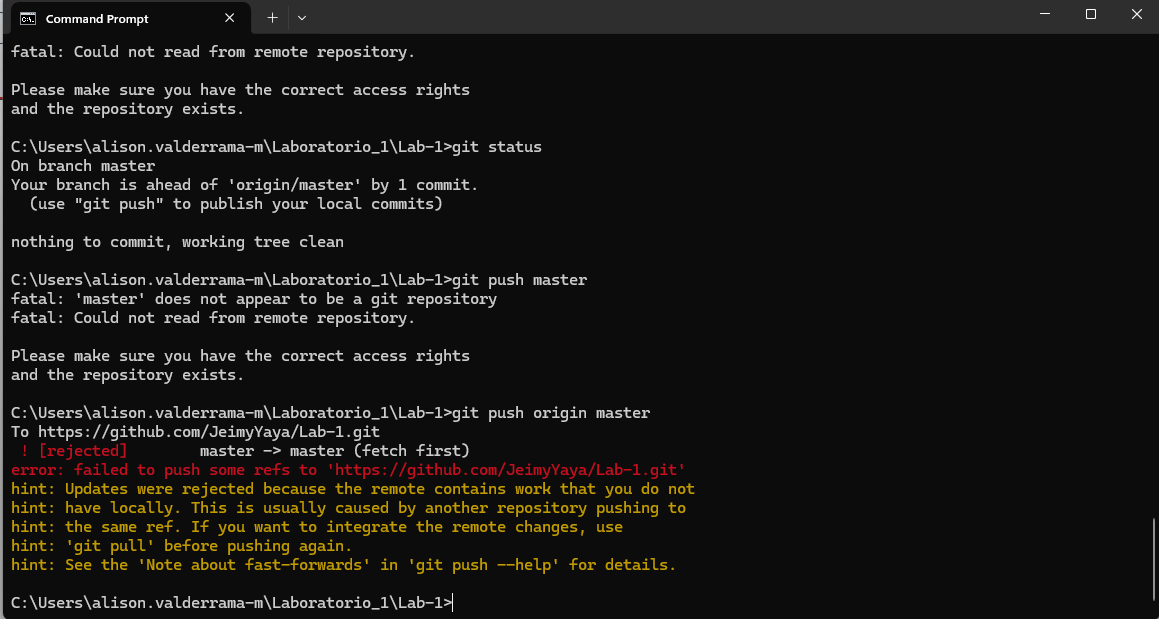 Command Prompt
fatal: Could not read from remote repository.
Please make sure you have the correct access rights
and the repository exists.
C:\Users\alison.valderrama-m\Laboratorio_1\Lab-1>git status
On branch master
Your branch is ahead of 'origin/master' by 1 commit.
  (use "git push" to publish your local commits)
nothing to commit, working tree clean
C:\Users\alison.valderrama-m\Laboratorio_1\Lab-1>git push master
fatal: 'master' does not appear to be a git repository
fatal: Could not read from remote repository.
Please make sure you have the correct access rights
and the repository exists.
C:\Users\alison.valderrama-m\Laboratorio_1\Lab-1>git push origin master
To https://github.com/JeimyYaya/Lab-1.git
 ! [rejected]        master -> master (fetch first)
error: failed to push some refs to 'https://github.com/JeimyYaya/Lab-1.git'
hint: Updates were rejected because the remote contains work that you do not
hint: have locally. This is usually caused by another repository pushing to
hint: the same ref. If you want to integrate the remote changes, use
hint: 'git pull' before pushing again.
hint: See the 'Note about fast-forwards' in 'git push --help' for details.
C:\Users\alison.valderrama-m\Laboratorio_1\Lab-1>